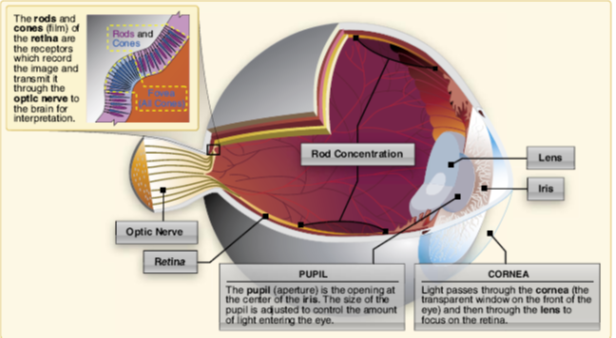 The rods and
cones (film) of
the retina are
the receptors
which record
the image and
transmit it
through the
optic nerve to
the brain for
interpretation.
Rods and
Cones
Fovea
(All Cones)
Rod Concentration
Lens
Iris
Optic Nerve
Retina
PUPIL
The pupil (aperture) is the opening at
the center of the iris. The size of the
pupil is adjusted to control the amount
of light entering the eye.
CORNEA
Light passes through the cornea (the
transparent window on the front of the
eye) and then through the lens to
focus on the retina.